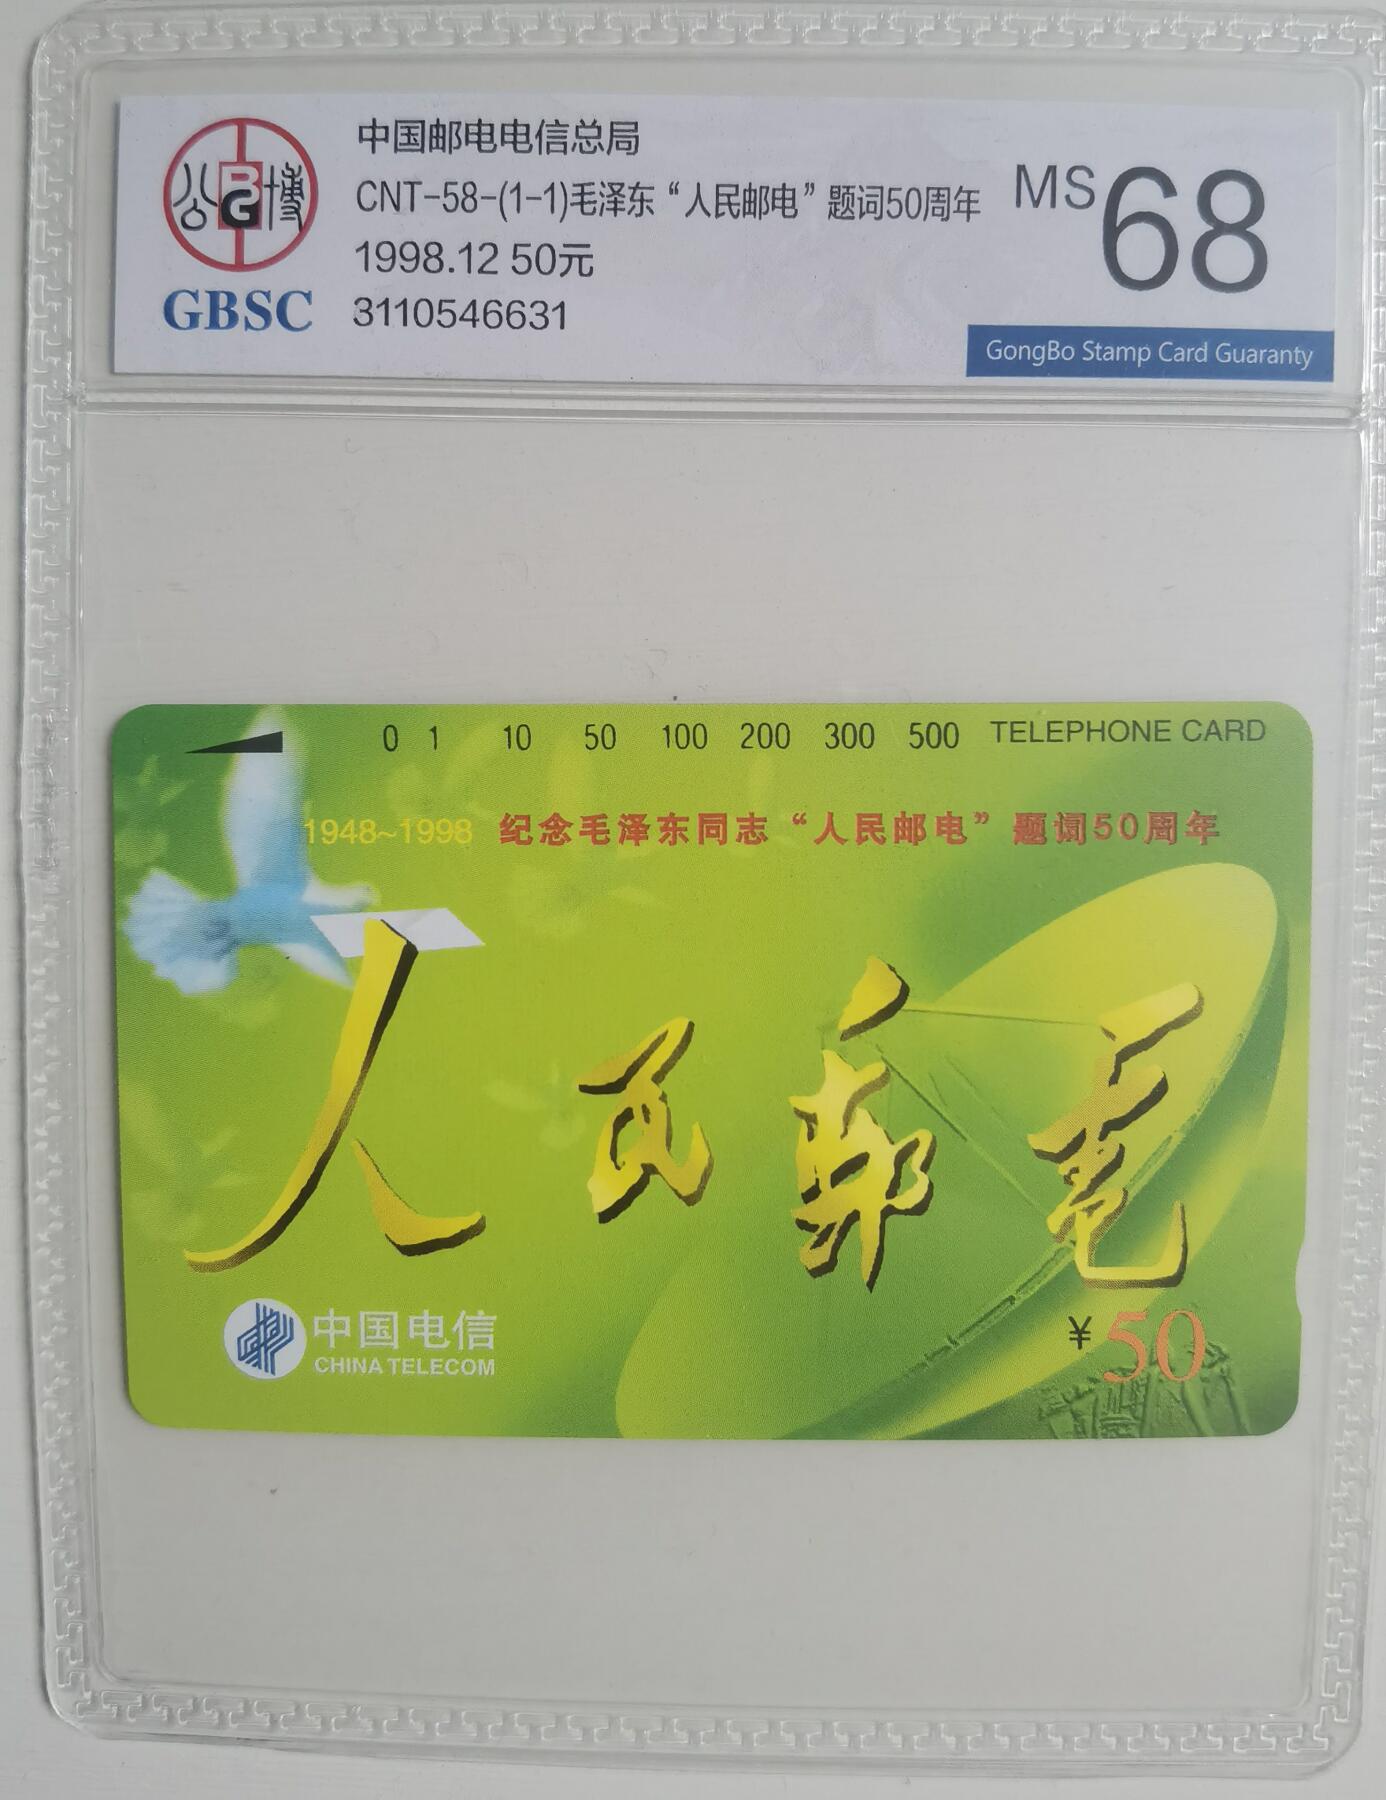 中国邮电电信总局
CNT-58-(1-1)毛泽东“人民邮电”题词50周年
1998.12 50元
3110546631
MS 68
公 BG 博
GBSC
GongBo Stamp Card Guaranty
0 1 10 50 100 200 300 500 TELEPHONE CARD
1948~1998 纪念毛泽东同志“人民邮电”题词50周年
人民邮电
中国电信
CHINA TELECOM
¥50